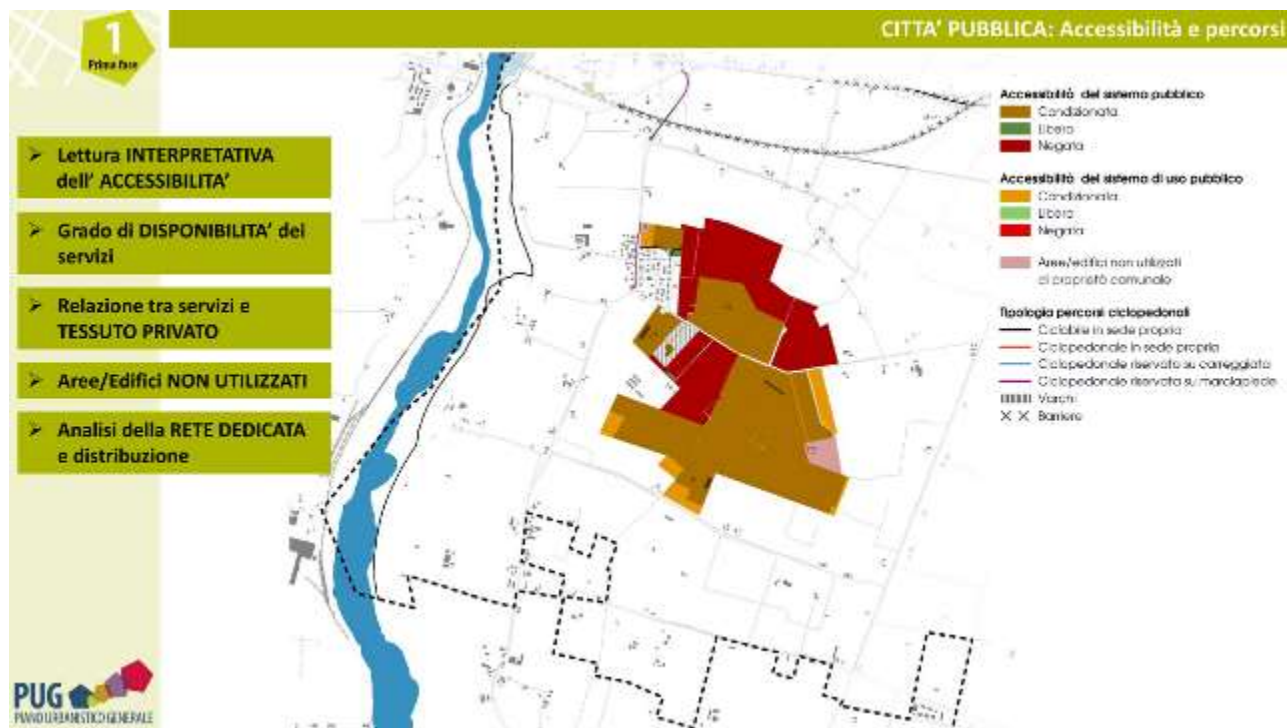 1
Prima fase
CITTA' PUBBLICA: Accessibilità e percorsi
➢ Lettura INTERPRETATIVA
dell' ACCESSIBILITA'
➢ Grado di DISPONIBILITA' dei
servizi
➢ Relazione tra servizi e
TESSUTO PRIVATO
➢ Aree/Edifici NON UTILIZZATI
➢ Analisi della RETE DEDICATA
e distribuzione
Accessibilità del sistema pubblico
Condizionata
Libera
Negata
Accessibilità del sistema di uso pubblico
Condizionata
Libera
Negata
Aree/edifici non utilizzati
di proprietà comunale
Tipologia percorsi ciclopedonali
Ciclabile in sede propria
Ciclopedonale in sede propria
Ciclopedonale riservata su carreggiata
Ciclopedonale riservata su marciapiede
Varchi
Barriere
PUG
PIANO URBANISTICO GENERALE